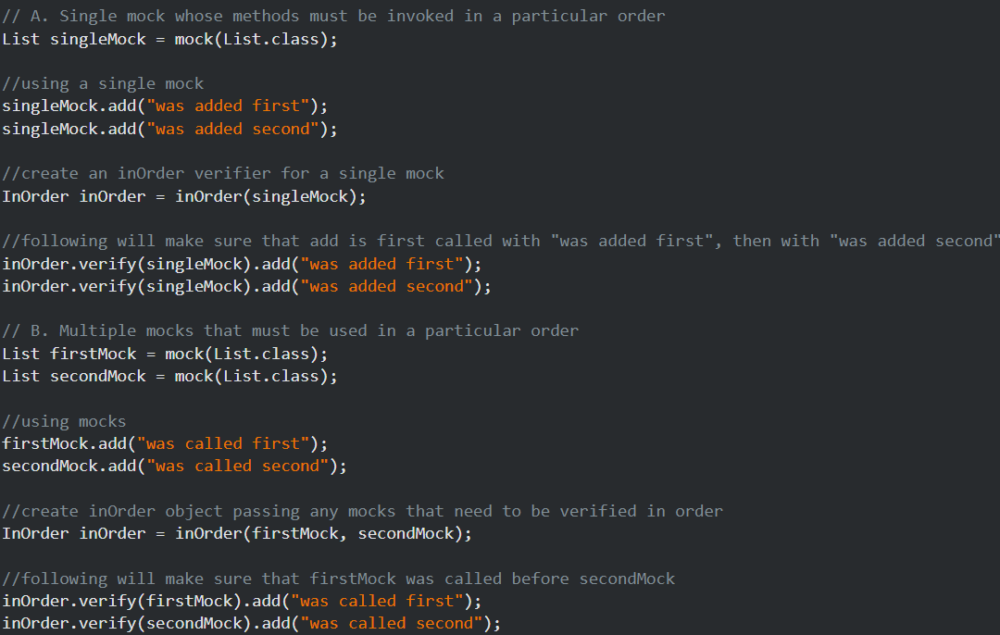 // A. Single mock whose methods must be invoked in a particular order
List singleMock = mock(List.class);
//using a single mock
singleMock.add("was added first");
singleMock.add("was added second");
//create an inOrder verifier for a single mock
InOrder inOrder = inOrder(singleMock);
//following will make sure that add is first called with "was added first", then with "was added second"
inOrder.verify(singleMock).add("was added first");
inOrder.verify(singleMock).add("was added second");
// B. Multiple mocks that must be used in a particular order
List firstMock = mock(List.class);
List secondMock = mock(List.class);
//using mocks
firstMock.add("was called first");
secondMock.add("was called second");
//create inOrder object passing any mocks that need to be verified in order
InOrder inOrder = inOrder(firstMock, secondMock);
//following will make sure that firstMock was called before secondMock
inOrder.verify(firstMock).add("was called first");
inOrder.verify(secondMock).add("was called second");